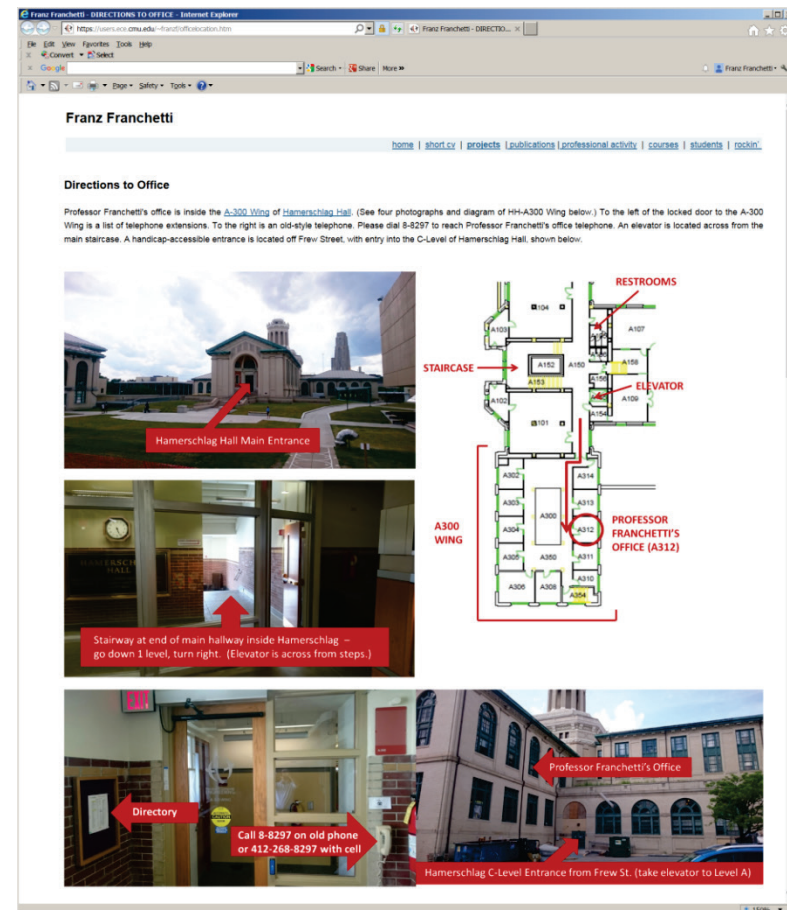 Franz Franchetti - DIRECTIONS TO OFFICE - Internet Explorer
https://users.ece.cmu.edu/~franzf/officelocation.htm
Franz Franchetti - DIRECTIO...
File Edit View Favorites Tools Help
Convert Select
Google Search Share More »
Franz Franchetti
Page Safety Tools
Franz Franchetti
home | short cv | projects | publications | professional activity | courses | students | rockin'
Directions to Office
Professor Franchetti's office is inside the A-300 Wing of Hamerschlag Hall. (See four photographs and diagram of HH-A300 Wing below.) To the left of the locked door to the A-300
Wing is a list of telephone extensions. To the right is an old-style telephone. Please dial 8-8297 to reach Professor Franchetti's office telephone. An elevator is located across from the
main staircase. A handicap-accessible entrance is located off Frew Street, with entry into the C-Level of Hamerschlag Hall, shown below.
Hamerschlag Hall Main Entrance
RESTROOMS
A104
A103
A107
STAIRCASE
A152
A150
A158
A153
A156
ELEVATOR
A102
A109
A154
A101
A302
A314
A303
A313
A300
WING
A304
A300
A312
PROFESSOR
FRANCHETTI'S
OFFICE (A312)
A305
A350
A311
A306
A308
A310
A354
HAMERSCHLAG
HALL
Stairway at end of main hallway inside Hamerschlag –
go down 1 level, turn right. (Elevator is across from steps.)
EXIT
Directory
CAUTION
Call 8-8297 on old phone
or 412-268-8297 with cell
Professor Franchetti's Office
Hamerschlag C-Level Entrance from Frew St. (take elevator to Level A)
150%